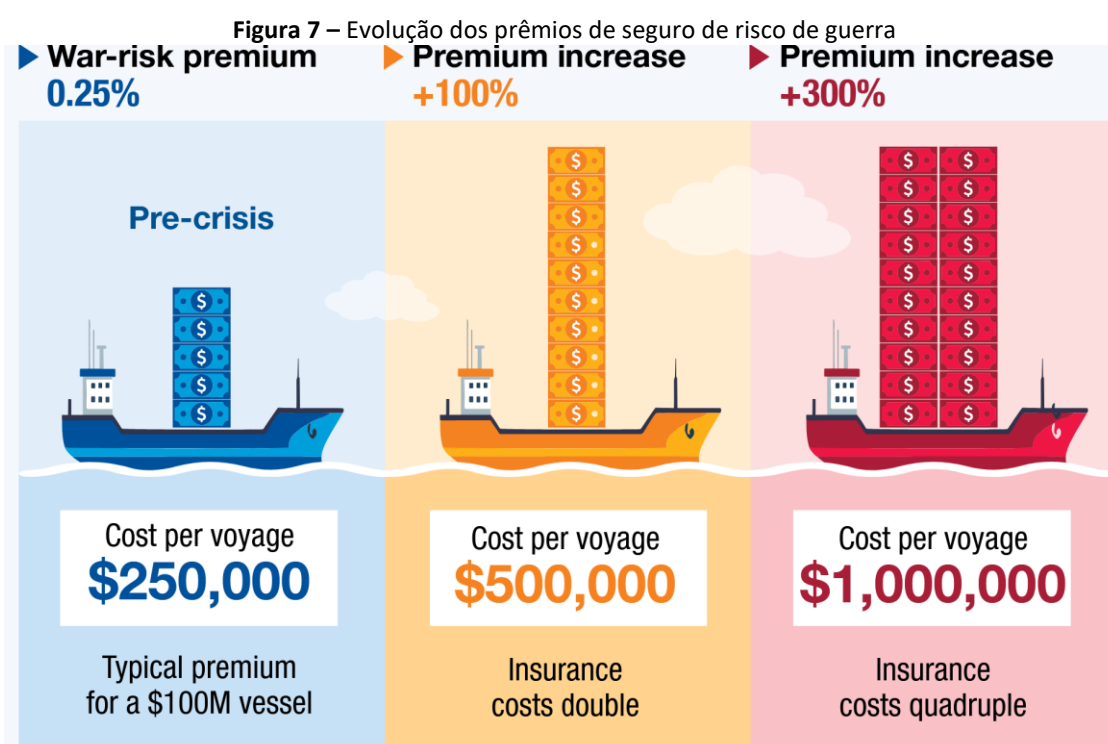 Figura 7 – Evolução dos prêmios de seguro de risco de guerra
War-risk premium
0.25%
Pre-crisis
$
$
$
$
$
Cost per voyage
$250,000
Typical premium
for a $100M vessel
Premium increase
+100%
$
$
$
$
$
$
$
$
$
$
Cost per voyage
$500,000
Insurance
costs double
Premium increase
+300%
$ $
$ $
$ $
$ $
$ $
$ $
$ $
$ $
$ $
$ $
Cost per voyage
$1,000,000
Insurance
costs quadruple